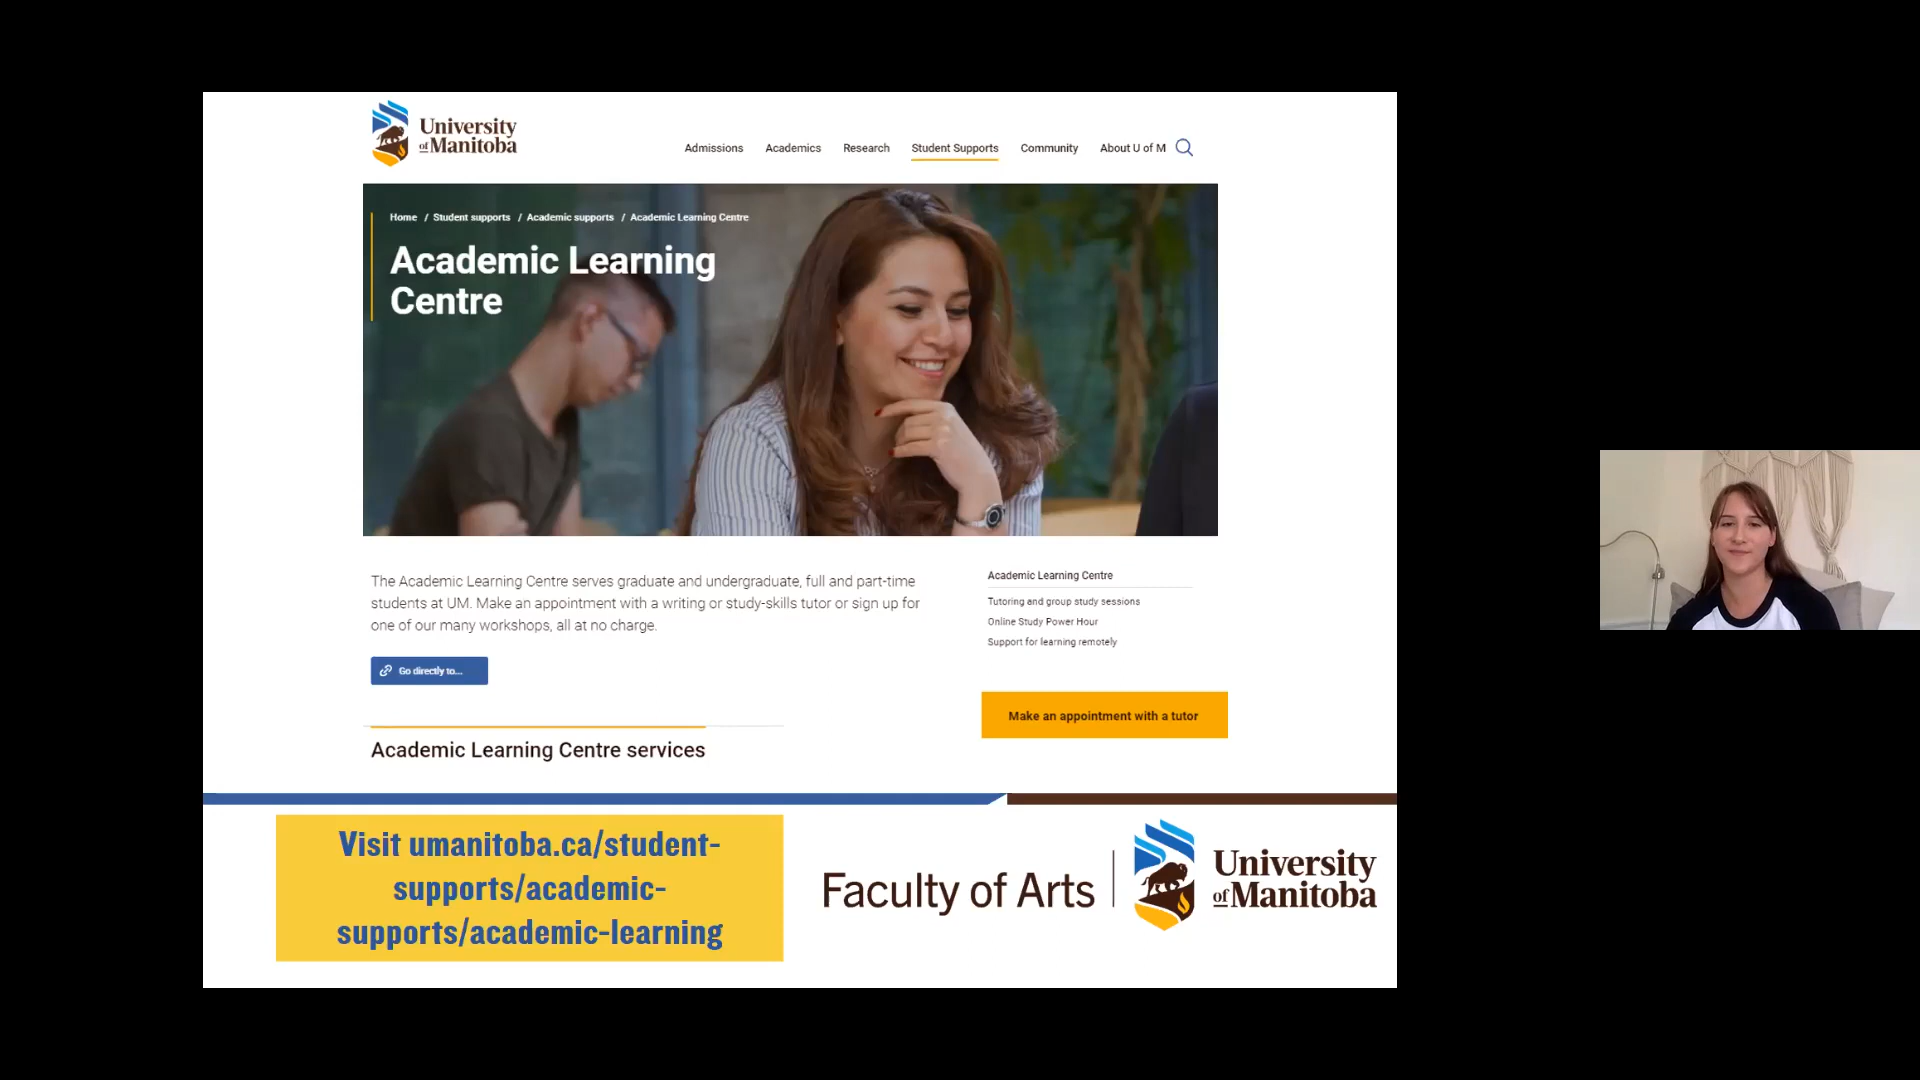 University
of Manitoba
Admissions Academics Research Student Supports Community About U of M
Home / Student supports / Academic supports / Academic Learning Centre
Academic Learning
Centre
The Academic Learning Centre serves graduate and undergraduate, full and part-time
students at UM. Make an appointment with a writing or study-skills tutor or sign up for
one of our many workshops, all at no charge.
Go directly to...
Academic Learning Centre
Tutoring and group study sessions
Online Study Power Hour
Support for learning remotely
Make an appointment with a tutor
Academic Learning Centre services
Visit umanitoba.ca/student-
supports/academic-
supports/academic-learning
Faculty of Arts
University
of Manitoba